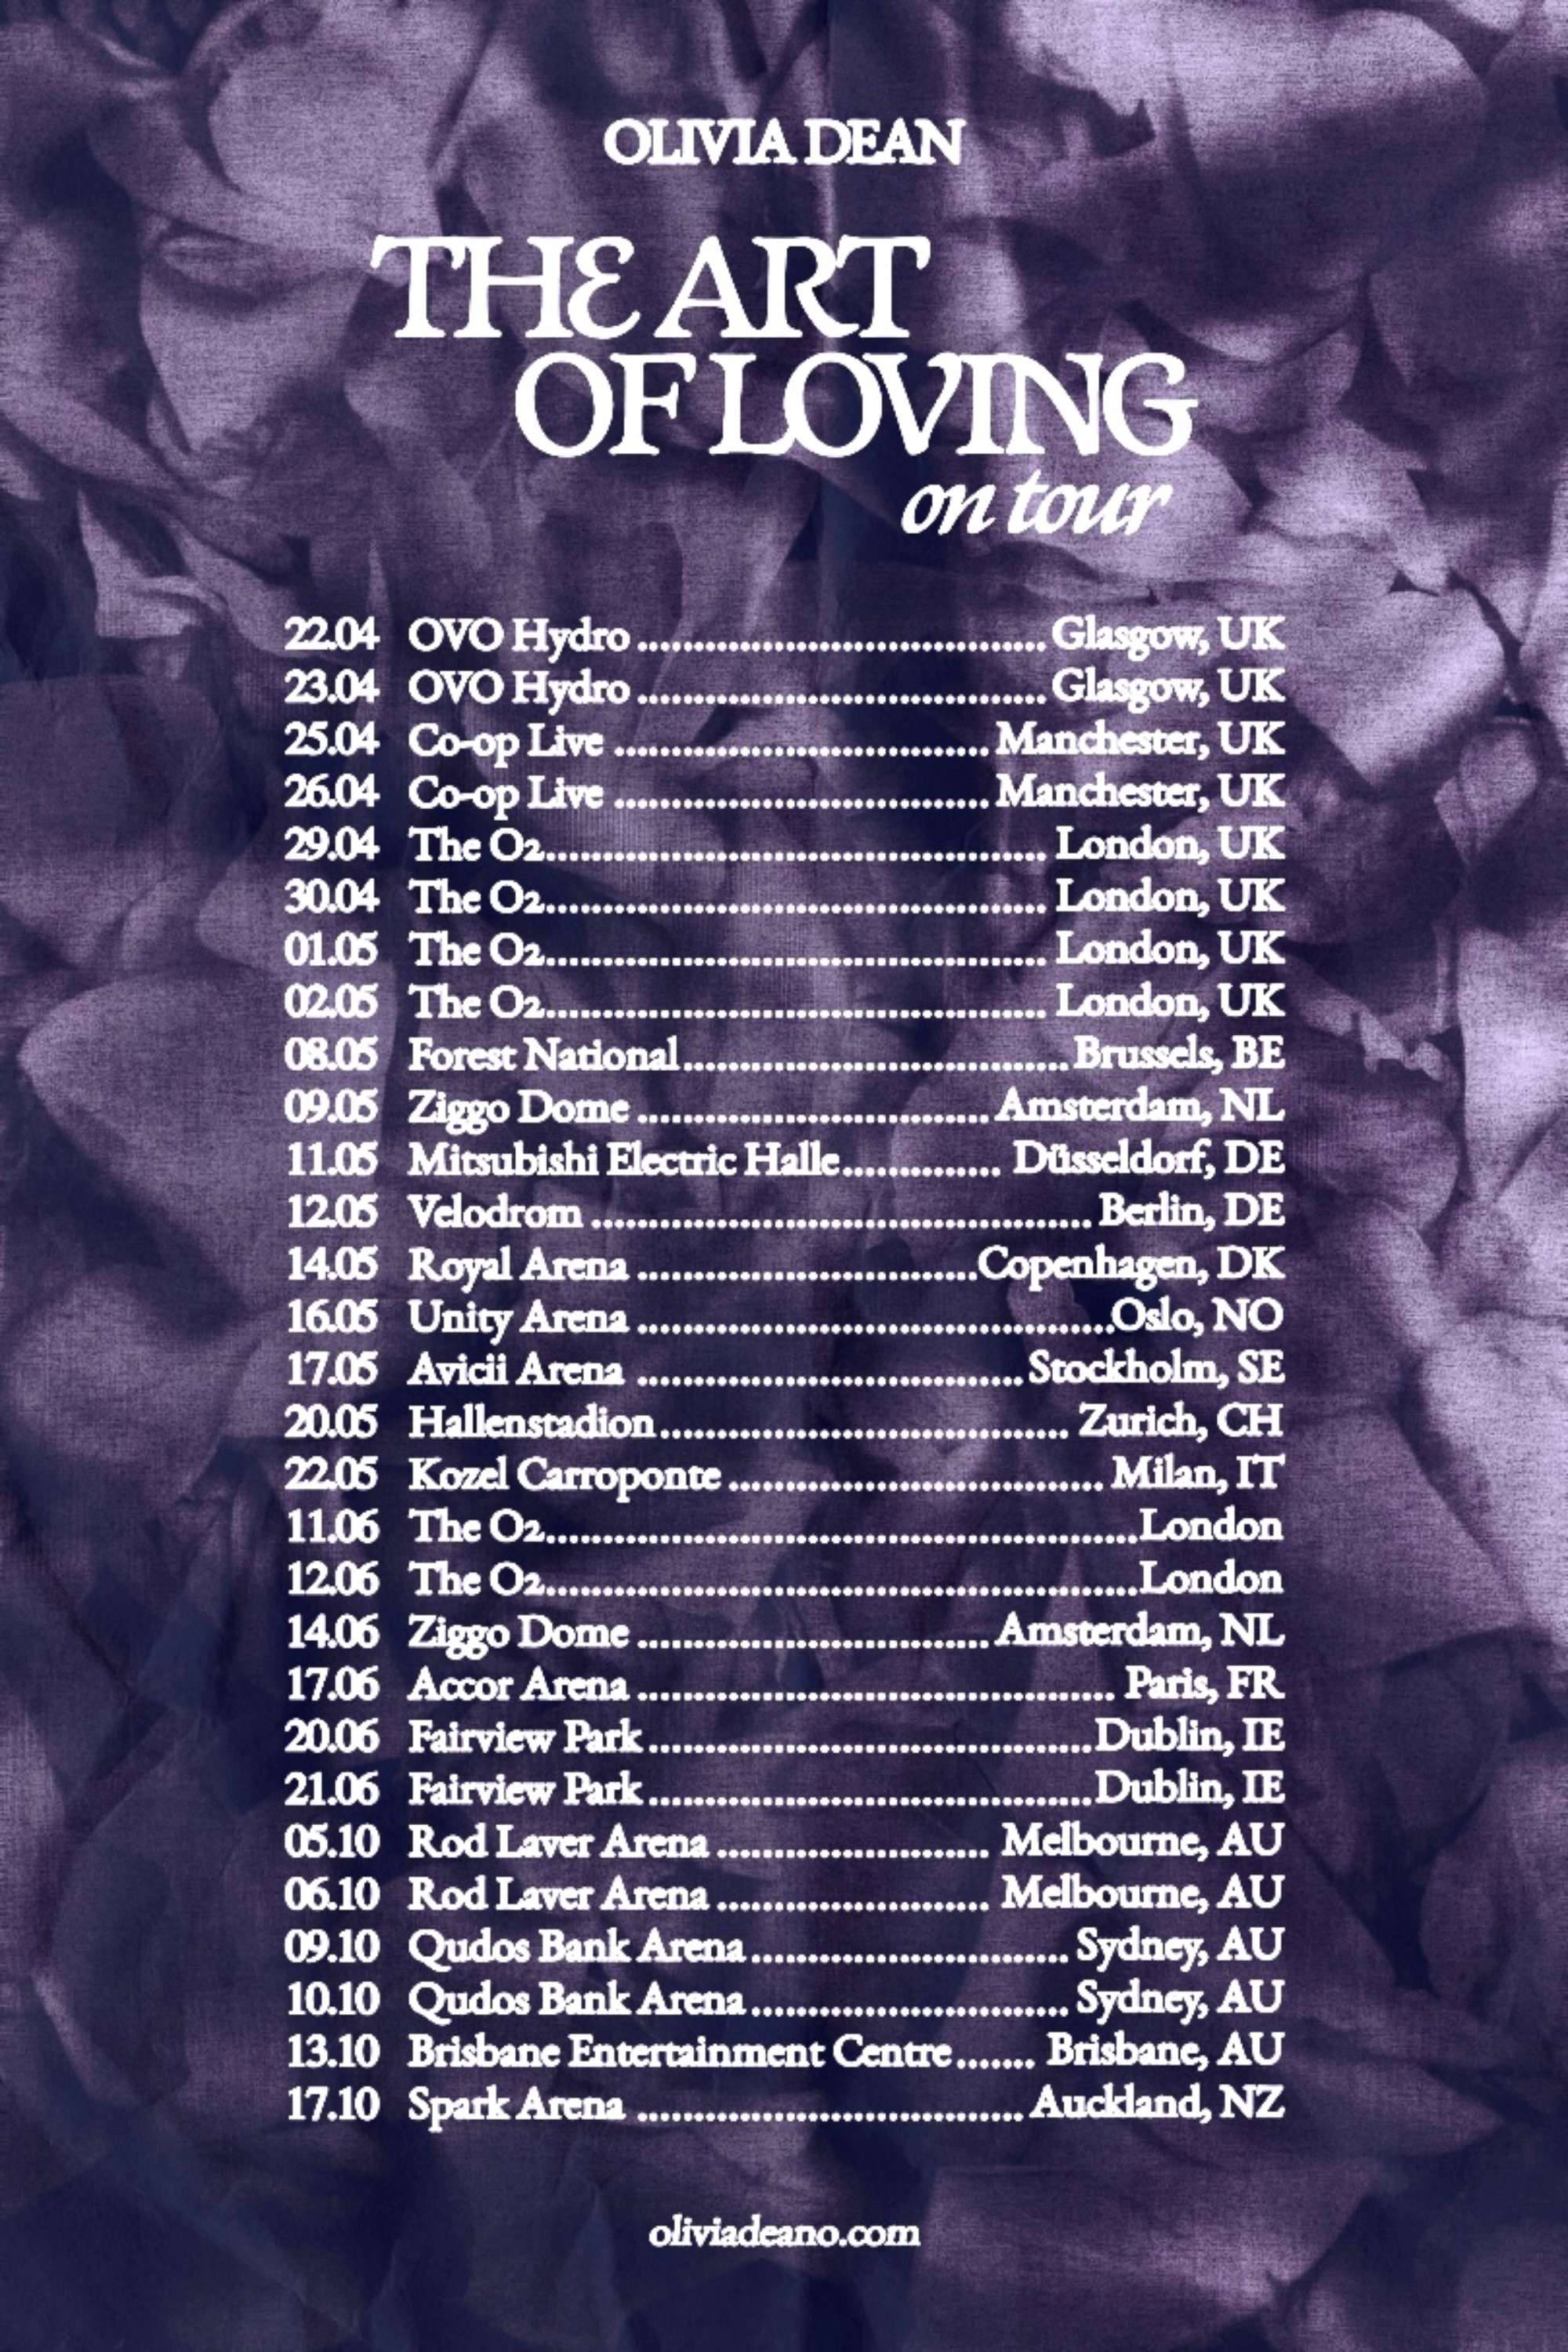 OLIVIA DEAN
THE ART
OF LOVING
on tour
22.04 OVO Hydro .................................... Glasgow, UK
23.04 OVO Hydro .................................... Glasgow, UK
25.04 Co-op Live ................................. Manchester, UK
26.04 Co-op Live ................................. Manchester, UK
29.04 The O2............................................ London, UK
30.04 The O2............................................ London, UK
01.05 The O2............................................ London, UK
02.05 The O2............................................ London, UK
08.05 Forest National.................................. Brussels, BE
09.05 Ziggo Dome ............................... Amsterdam, NL
11.05 Mitsubishi Electric Halle.............. Düsseldorf, DE
12.05 Velodrom ............................................ Berlin, DE
14.05 Royal Arena ..............................Copenhagen, DK
16.05 Unity Arena ..........................................Oslo, NO
17.05 Avicii Arena .................................. Stockholm, SE
20.05 Hallenstadion.................................... Zurich, CH
22.05 Kozel Carroponte ................................. Milan, IT
11.06 The O2....................................................London
12.06 The O2....................................................London
14.06 Ziggo Dome ............................... Amsterdam, NL
17.06 Accor Arena .......................................... Paris, FR
20.06 Fairview Park.......................................Dublin, IE
21.06 Fairview Park.......................................Dublin, IE
05.10 Rod Laver Arena ........................ Melbourne, AU
06.10 Rod Laver Arena ........................ Melbourne, AU
09.10 Qudos Bank Arena............................ Sydney, AU
10.10 Qudos Bank Arena............................ Sydney, AU
13.10 Brisbane Entertainment Centre....... Brisbane, AU
17.10 Spark Arena .................................. Auckland, NZ
oliviadeano.com